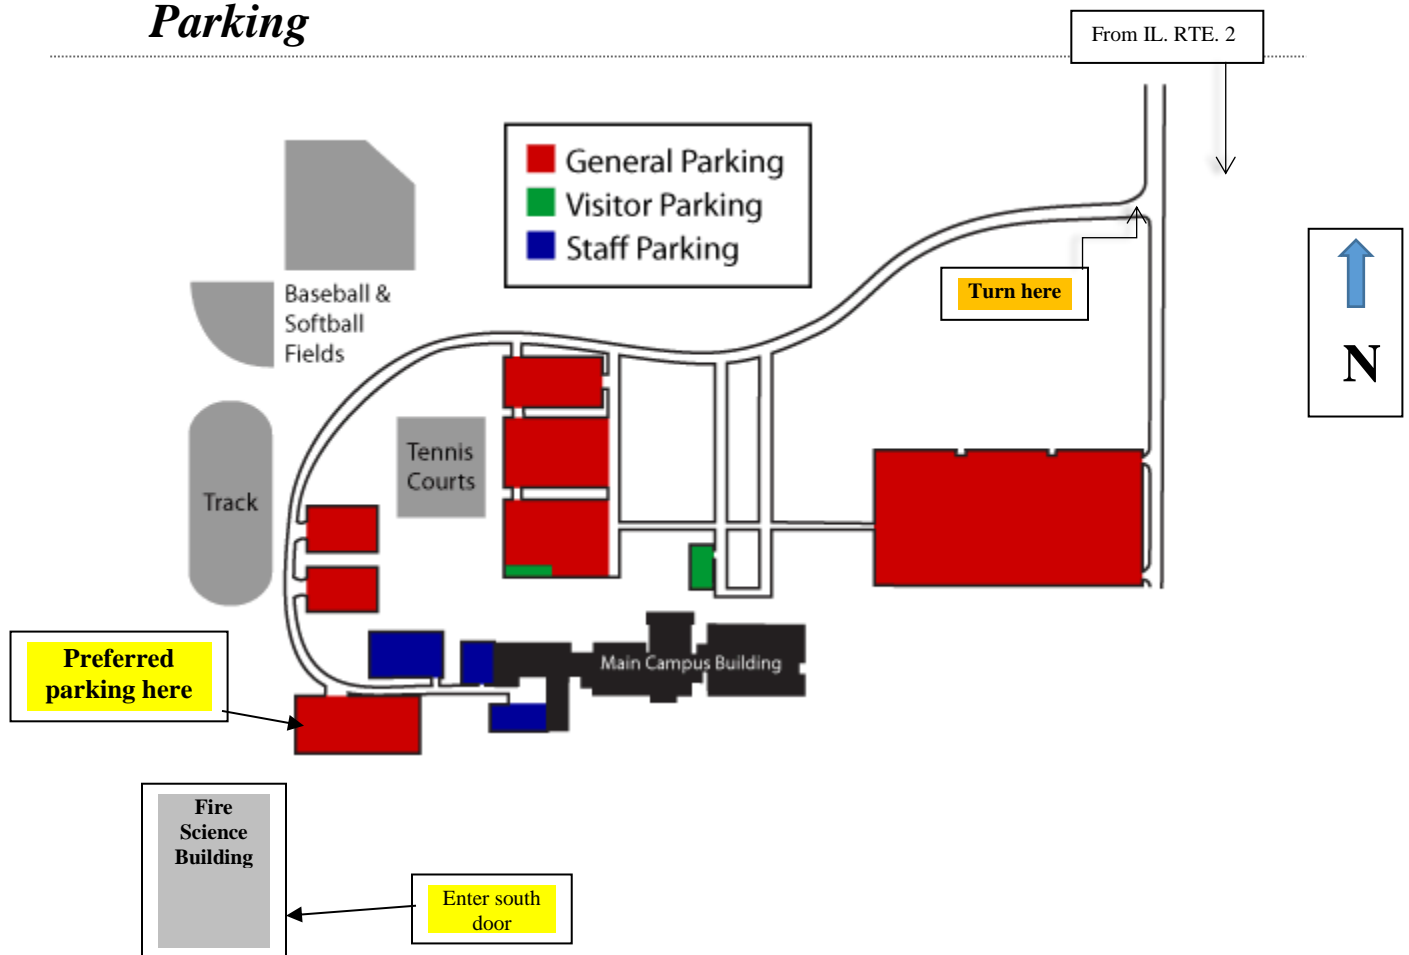 Parking
From IL. RTE. 2
General Parking
Visitor Parking
Staff Parking
Turn here
N
Baseball &
Softball
Fields
Tennis
Courts
Track
Preferred
parking here
Main Campus Building
Fire
Science
Building
Enter south
door